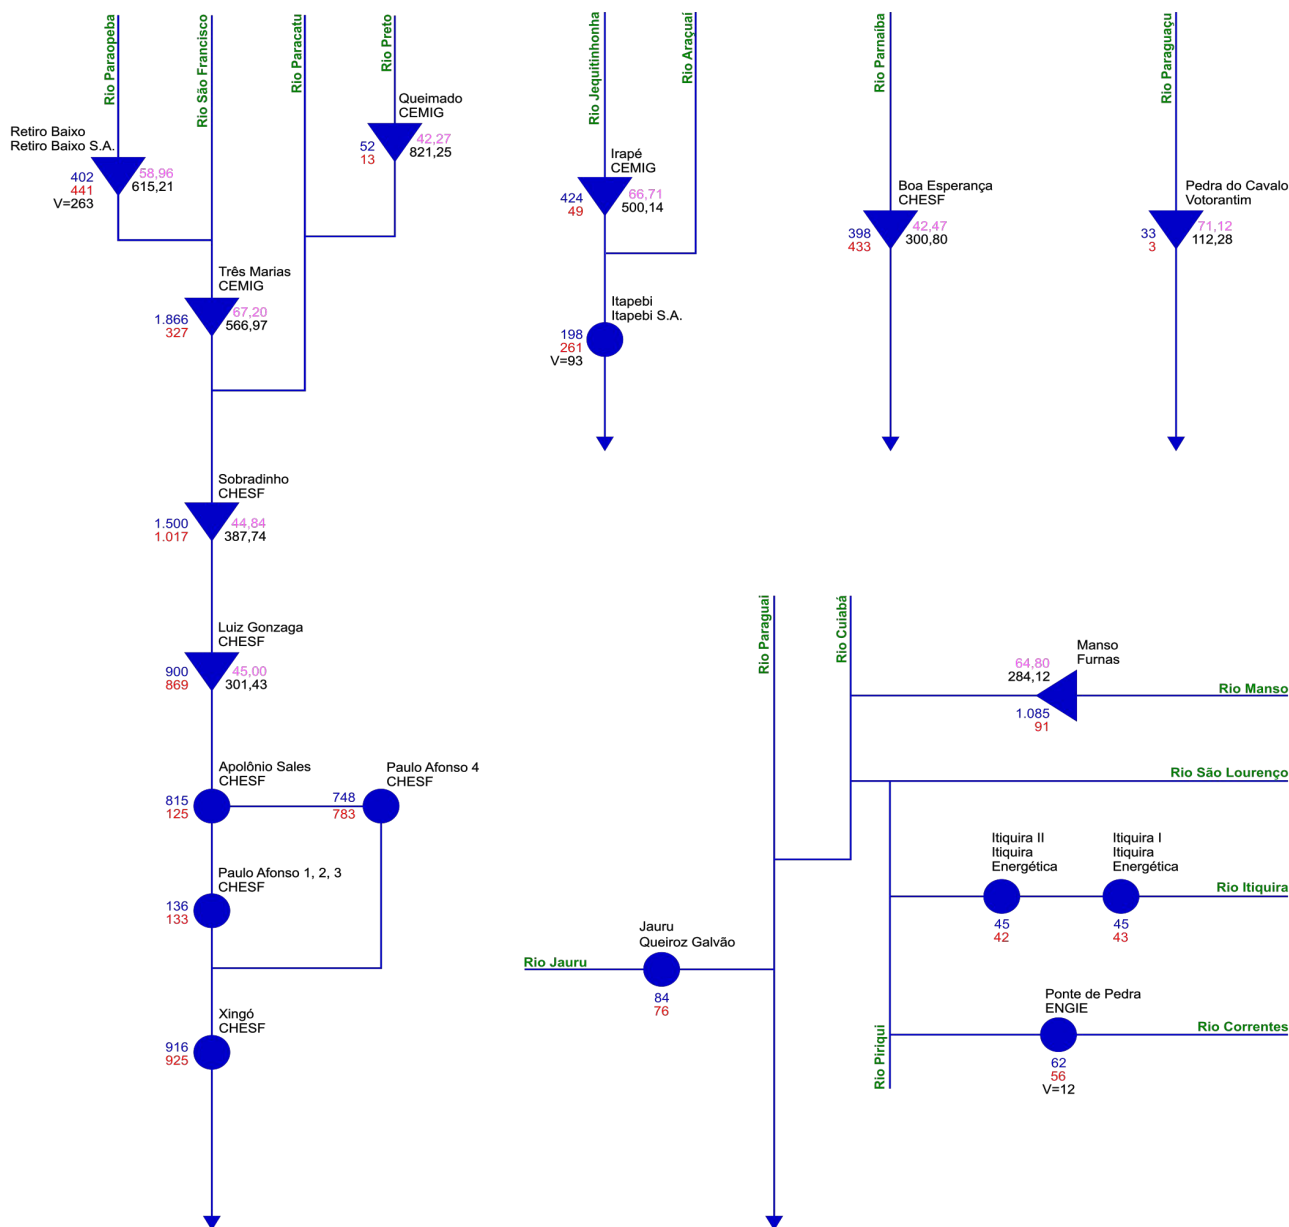 Rio Paraopeba
Rio São Francisco
Rio Paracatu
Rio Preto
Retiro Baixo
Retiro Baixo S.A.
402
441
V=263
58,96
615,21
Queimado
CEMIG
52
13
42,27
821,25
Três Marias
CEMIG
1.866
327
67,20
566,97
Sobradinho
CHESF
1.500
1.017
44,84
387,74
Luiz Gonzaga
CHESF
900
869
45,00
301,43
Apolônio Sales
CHESF
815
125
Paulo Afonso 4
CHESF
748
783
Paulo Afonso 1, 2, 3
CHESF
136
133
Xingó
CHESF
916
925
Rio Jequitinhonha
Rio Araçuaí
Irapé
CEMIG
424
49
66,71
500,14
Itapebi
Itapebi S.A.
198
261
V=93
Rio Parnaiba
Boa Esperança
CHESF
398
433
42,47
300,80
Rio Paraguaçu
Pedra do Cavalo
Votorantim
33
3
71,12
112,28
Rio Paraguai
Rio Cuiabá
Manso
Furnas
64,80
284,12
1.085
91
Rio Manso
Rio São Lourenço
Itiquira II
Itiquira
Energética
45
42
Itiquira I
Itiquira
Energética
45
43
Rio Itiquira
Jauru
Queiroz Galvão
Rio Jauru
84
76
Ponte de Pedra
ENGIE
62
56
V=12
Rio Correntes
Rio Piriqui